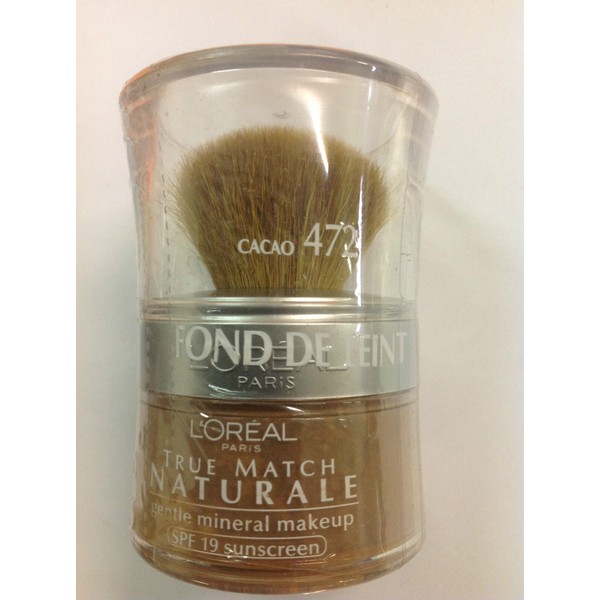 CACAO 472
FOND DE TEINT
L'ORÉAL
PARIS
L'ORÉAL
PARIS
TRUE MATCH
NATURALE
gentle mineral makeup
SPF 19 sunscreen